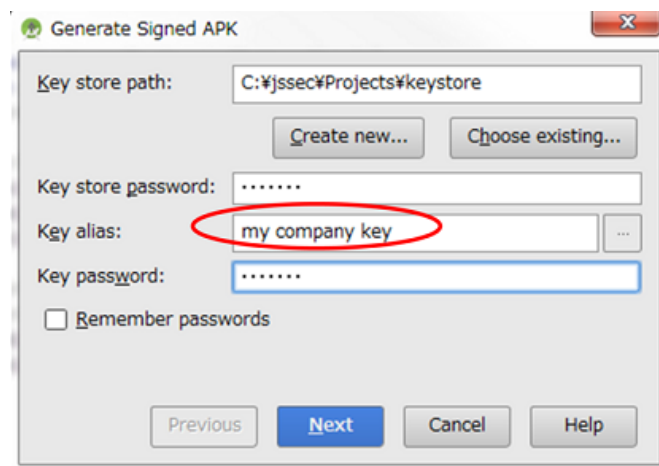 Generate Signed APK
Key store path: C:¥jssec¥Projects¥keystore
Create new... Choose existing...
Key store password: •••••••
Key alias: my company key ...
Key password: •••••••
Remember passwords
Previous Next Cancel Help